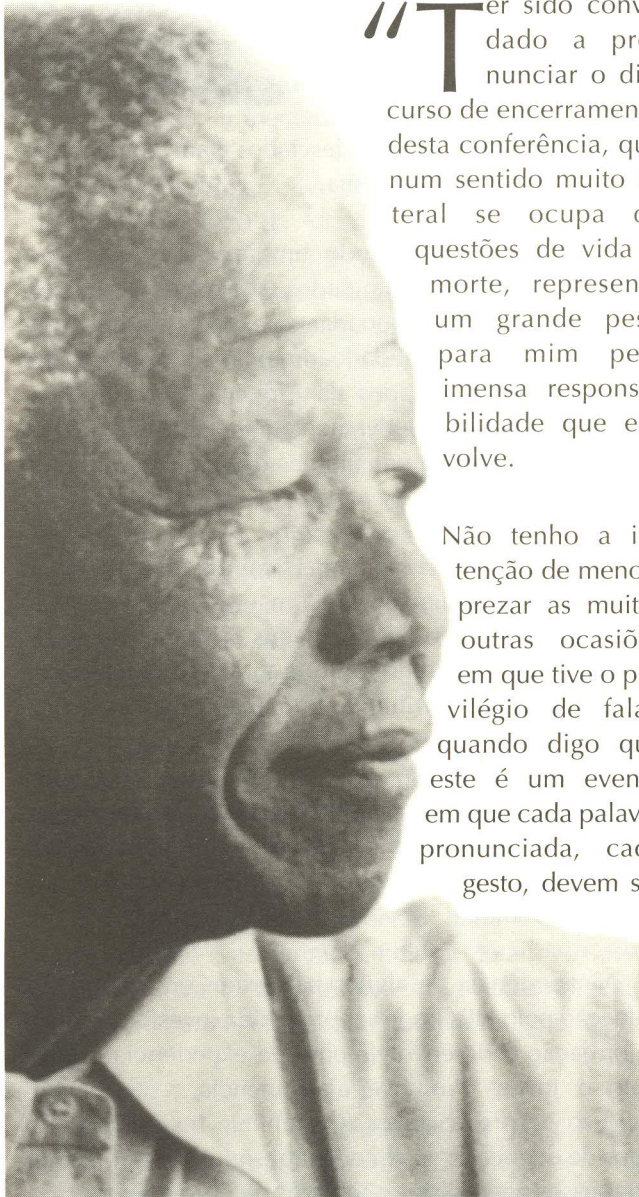 “Ter sido conv
dado a pr
nunciar o di
curso de encerramen
desta conferência, qu
num sentido muito
teral se ocupa
questões de vida
morte, represen
um grande pes
para mim pe
imensa respons
bilidade que e
volve.
Não tenho a i
tenção de meno
prezar as muit
outras ocasiõ
em que tive o p
vilégio de fala
quando digo qu
este é um even
em que cada palav
pronunciada, cad
gesto, devem s